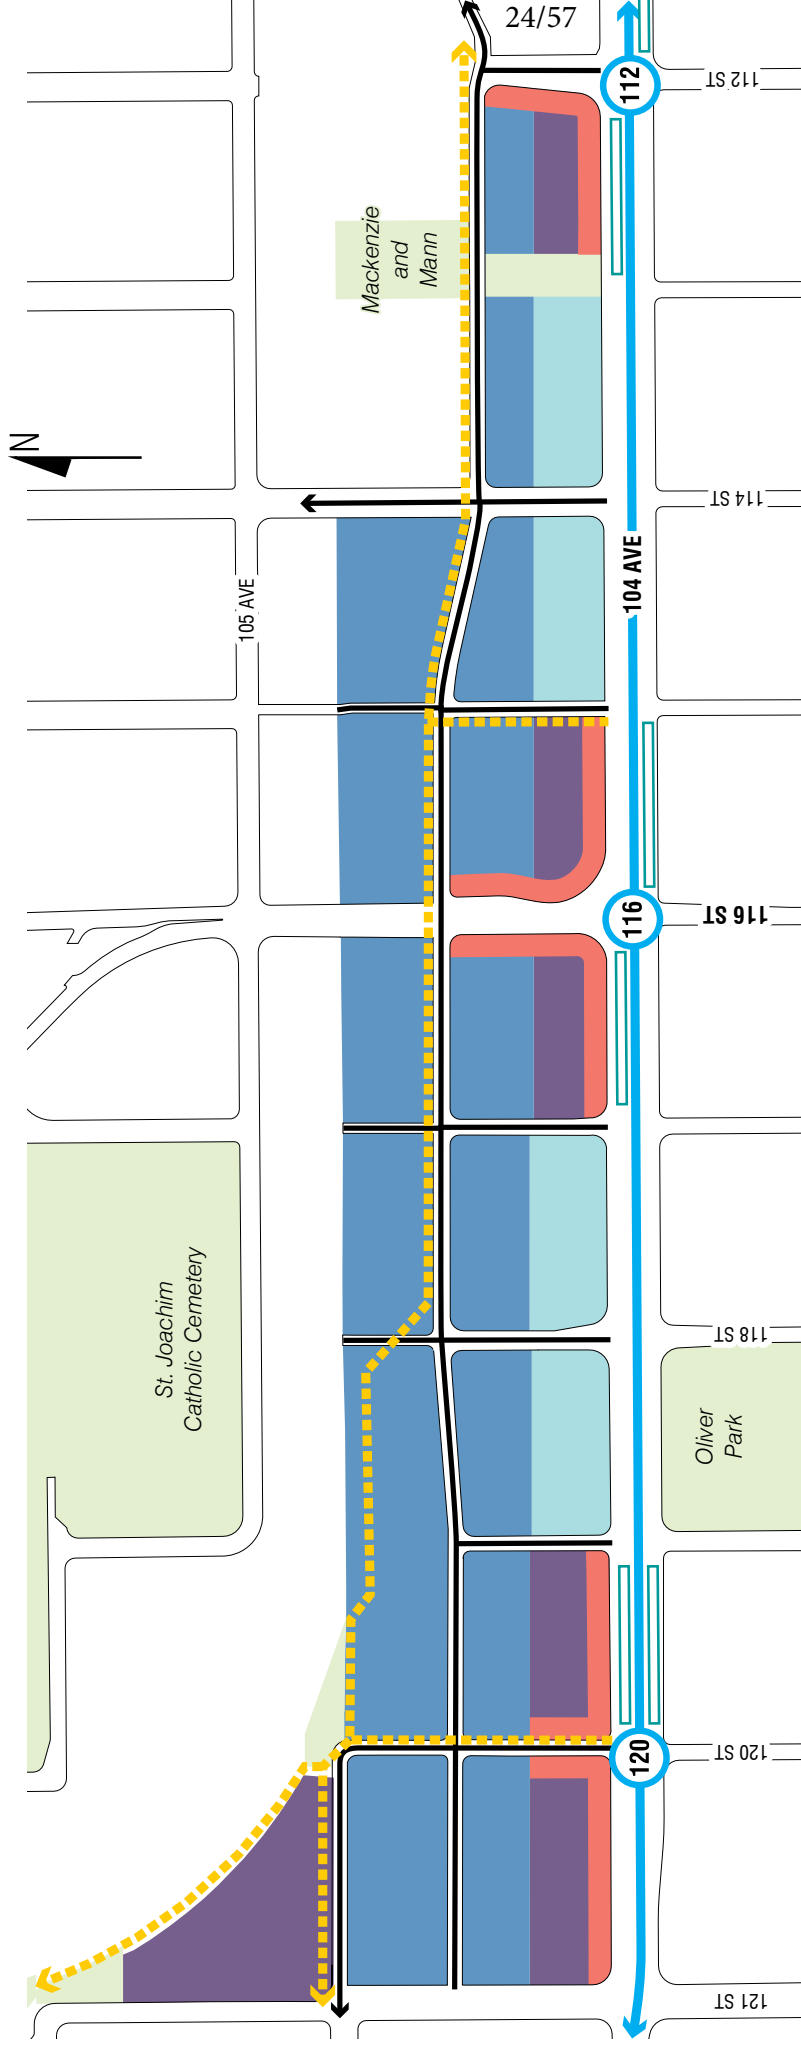 24/57
112
112 ST
Mackenzie
and
Mann
N
114 ST
104 AVE
105 AVE
116
116 ST
St. Joachim
Catholic Cemetery
118 ST
Oliver
Park
120
120 ST
121 ST